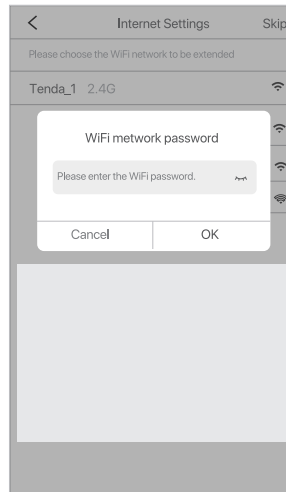 Internet Settings Skip
Please choose the WiFi network to be extended
Tenda_1 2.4G
WiFi metwork password
Please enter the WiFi password.
Cancel OK